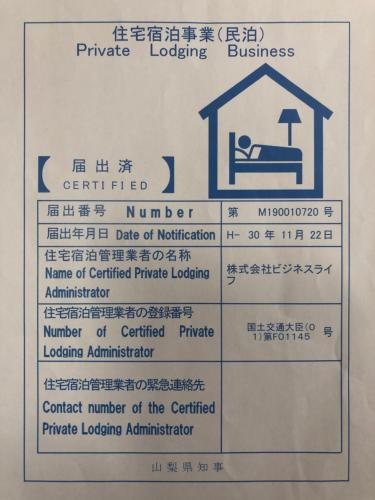 住宅宿泊事業(民泊)
Private Lodging Business
【届出済】
CERTIFIED
届出番号 Number 第 M190010720 号
届出年月日 Date of Notification H- 30 年 11 月 22 日
住宅宿泊管理業者の名称
Name of Certified Private Lodging
Administrator
株式会社ビジネスライ
フ
住宅宿泊管理業者の登録番号
Number of Certified Private
Lodging Administrator
国土交通大臣(0
1)第F01145 号
住宅宿泊管理業者の緊急連絡先
Contact number of the Certified
Private Lodging Administrator
山梨県知事